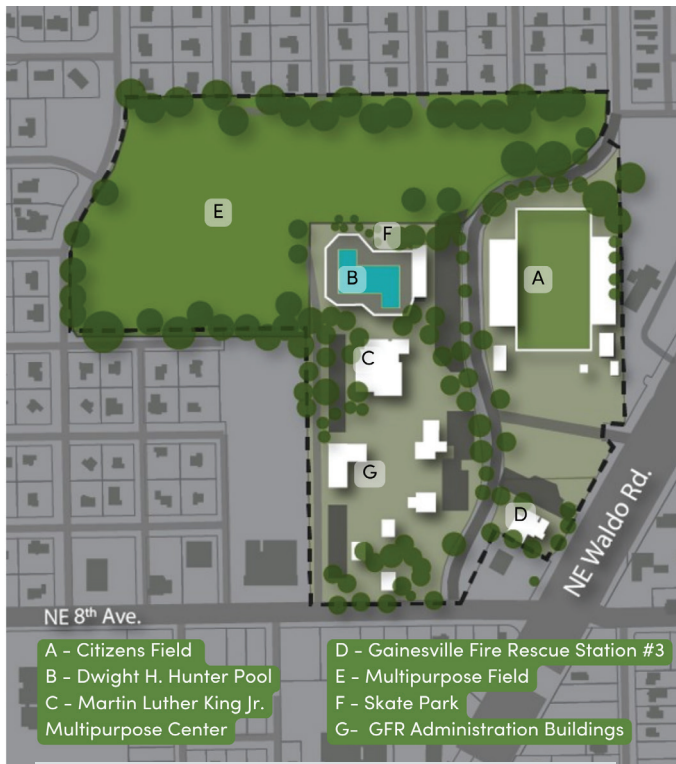 E
F
B
A
C
G
D
NE Waldo Rd.
NE 8th Ave.
A - Citizens Field
B - Dwight H. Hunter Pool
C - Martin Luther King Jr.
Multipurpose Center
D - Gainesville Fire Rescue Station #3
E - Multipurpose Field
F - Skate Park
G- GFR Administration Buildings